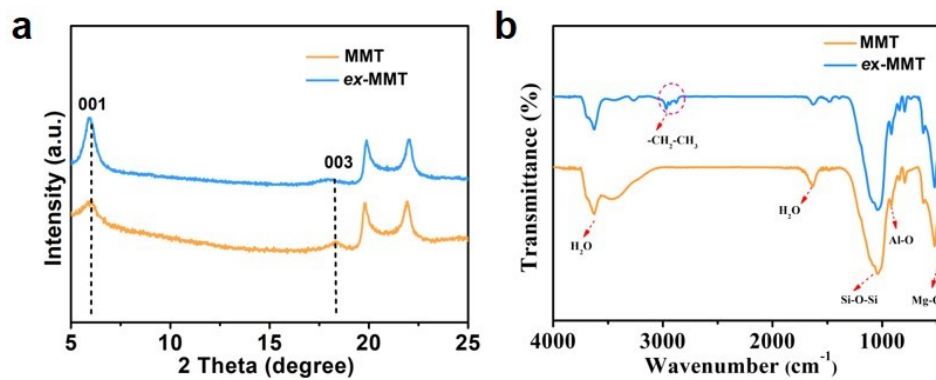 a
MMT
ex-MMT
001
003
Intensity (a.u.)
5 10 15 20 25
2 Theta (degree)
b
MMT
ex-MMT
-CH₂-CH₃
H₂O
H₂O
Al-O
Si-O-Si
Mg-O
Transmittance (%)
4000 3000 2000 1000
Wavenumber (cm⁻¹)